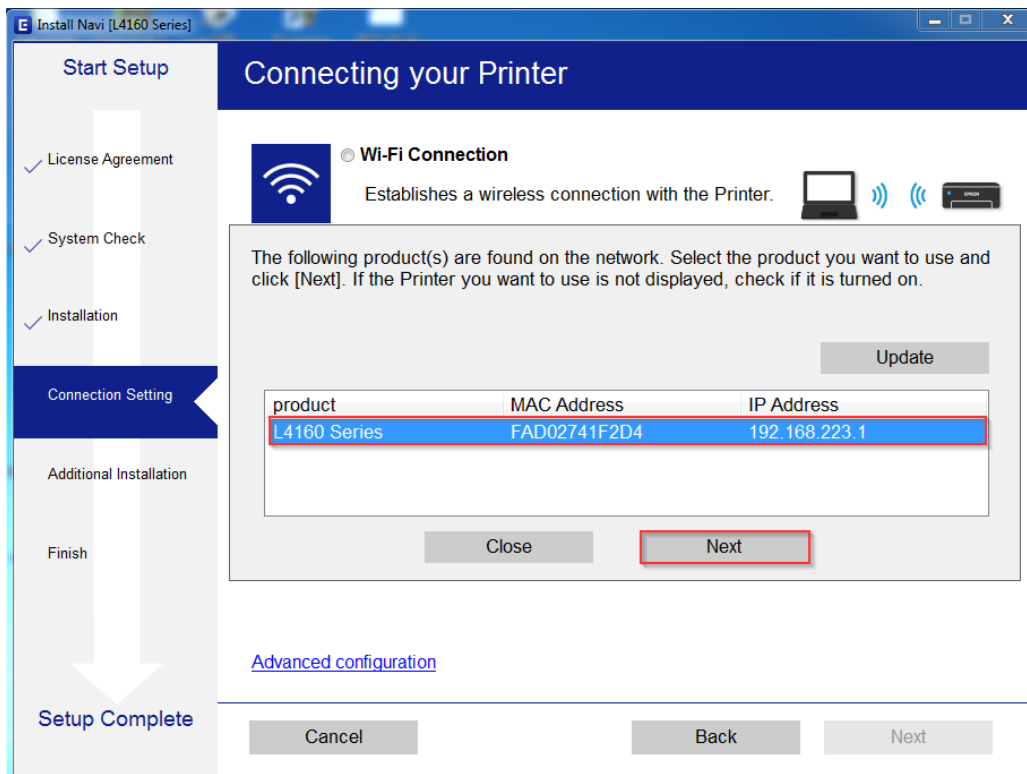 Install Navi [L4160 Series]
Start Setup
License Agreement
System Check
Installation
Connection Setting
Additional Installation
Finish
Setup Complete
Connecting your Printer
Wi-Fi Connection
Establishes a wireless connection with the Printer.
EPSON
The following product(s) are found on the network. Select the product you want to use and
click [Next]. If the Printer you want to use is not displayed, check if it is turned on.
Update
product MAC Address IP Address
L4160 Series FAD02741F2D4 192.168.223.1
Close Next
Advanced configuration
Cancel Back Next